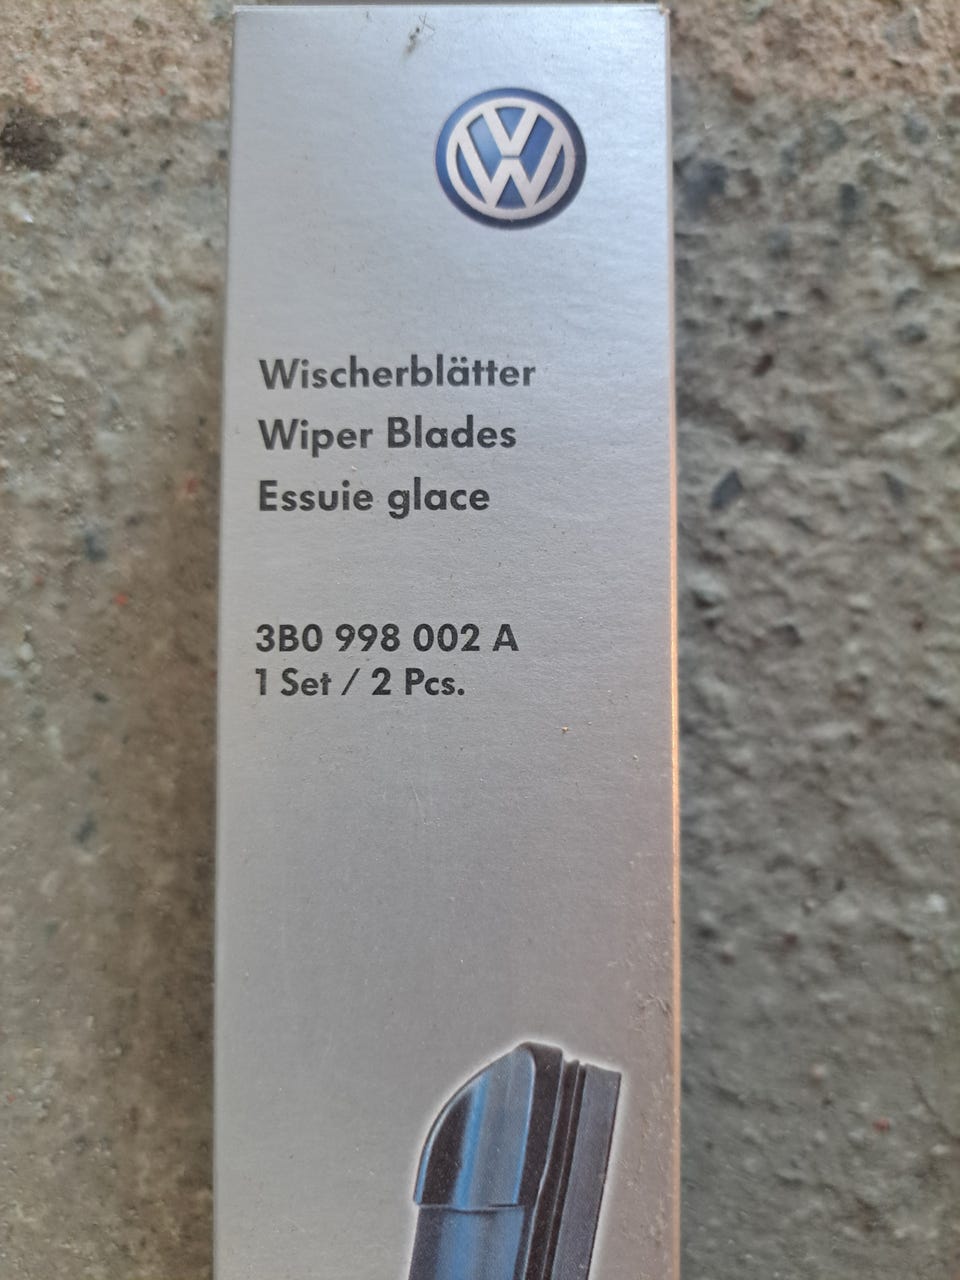 Wischerblätter
Wiper Blades
Essuie glace
3B0 998 002 A
1 Set / 2 Pcs.